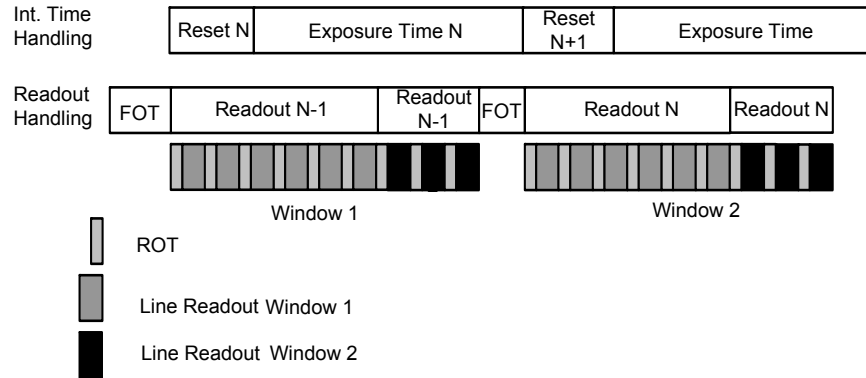 Int. Time
Handling
Reset N
Exposure Time N
Reset
N+1
Exposure Time
Readout
Handling
FOT
Readout N-1
Readout
N-1
FOT
Readout N
Readout N
Window 1
Window 2
ROT
Line Readout Window 1
Line Readout Window 2